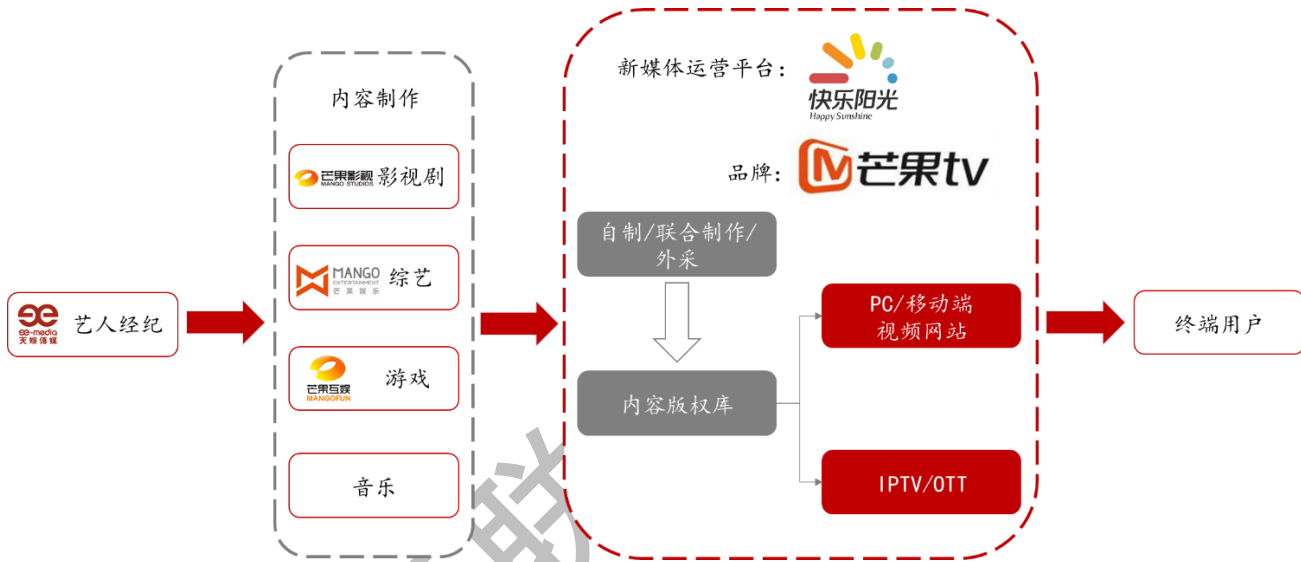 ee-media
天娱傳媒
艺人经纪
内容制作
芒果影视
MANGO STUDIOS
影视剧
MANGO
ENTERTAINMENT
芒果娱乐
综艺
芒果互娱
MANGOFUN
游戏
音乐
新媒体运营平台:
快乐阳光
Happy Sunshine
品牌:
芒果tv
自制/联合制作/
外采
内容版权库
PC/移动端
视频网站
IPTV/OTT
终端用户
联